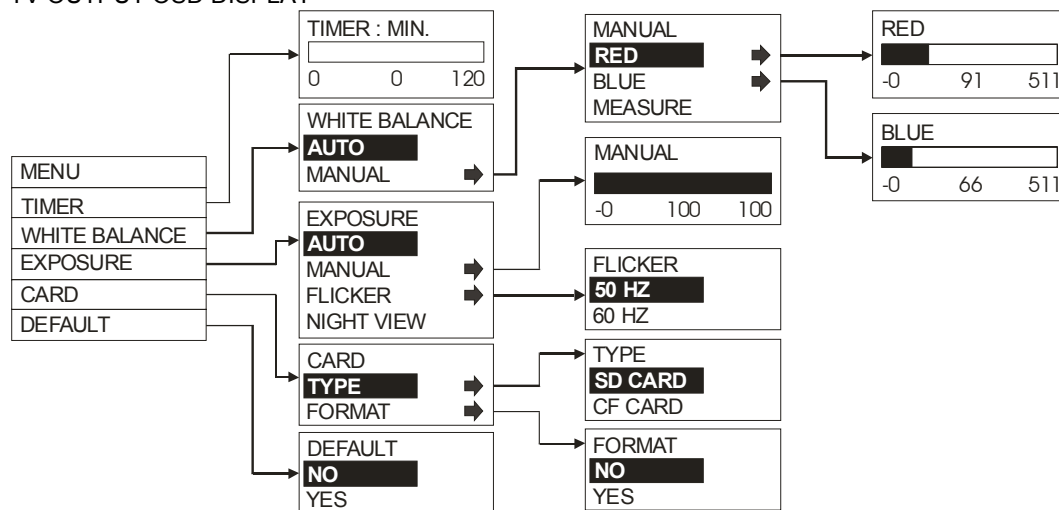 TV OUTPUT OSD DISPLAY
MENU
TIMER
WHITE BALANCE
EXPOSURE
CARD
DEFAULT
TIMER : MIN.
0 0 120
WHITE BALANCE
AUTO
MANUAL
EXPOSURE
AUTO
MANUAL
FLICKER
NIGHT VIEW
CARD
TYPE
FORMAT
DEFAULT
NO
YES
MANUAL
RED
BLUE
MEASURE
MANUAL
-0 100 100
FLICKER
50 HZ
60 HZ
TYPE
SD CARD
CF CARD
FORMAT
NO
YES
RED
-0 91 511
BLUE
-0 66 511